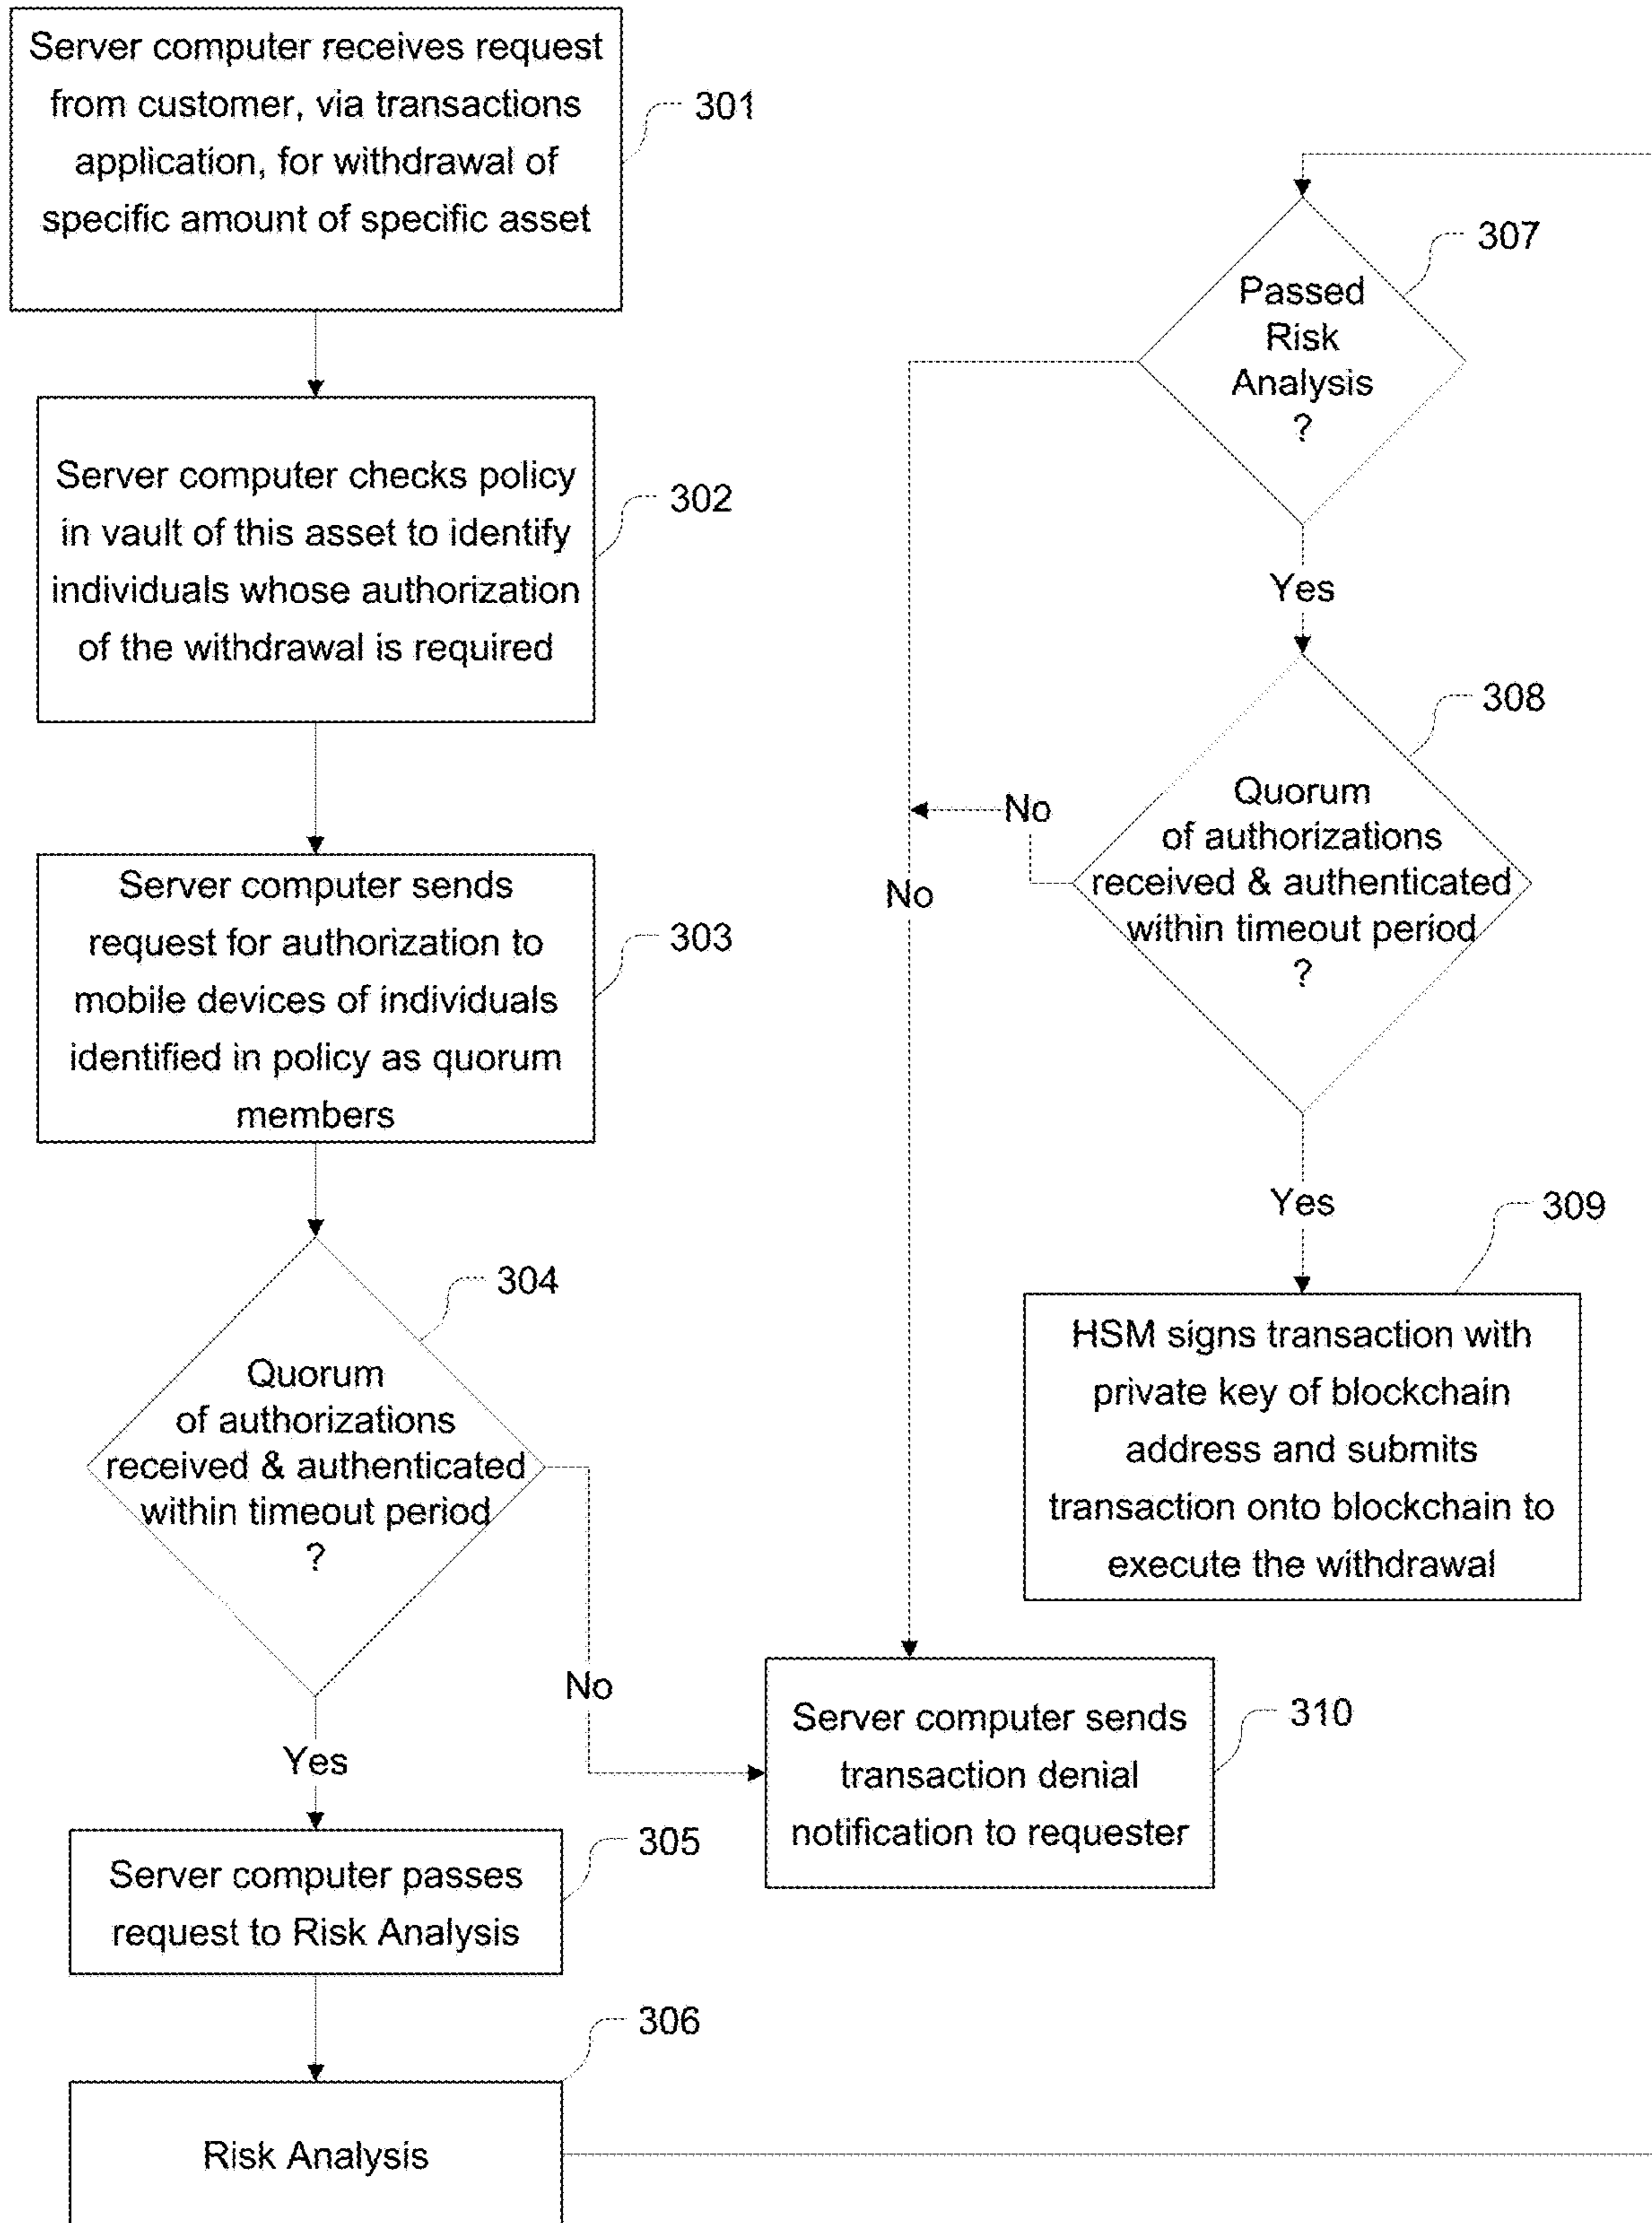 Server computer receives request
from customer, via transactions
application, for withdrawal of
specific amount of specific asset
301
Server computer checks policy
in vault of this asset to identify
individuals whose authorization
of the withdrawal is required
302
Server computer sends
request for authorization to
mobile devices of individuals
identified in policy as quorum
members
303
304
Quorum
of authorizations
received & authenticated
within timeout period
?
No
Yes
Server computer passes
request to Risk Analysis
305
306
Risk Analysis
307
Passed
Risk
Analysis
?
Yes
No
308
Quorum
of authorizations
received & authenticated
within timeout period
?
No
Yes
309
HSM signs transaction with
private key of blockchain
address and submits
transaction onto blockchain to
execute the withdrawal
Server computer sends
transaction denial
notification to requester
310